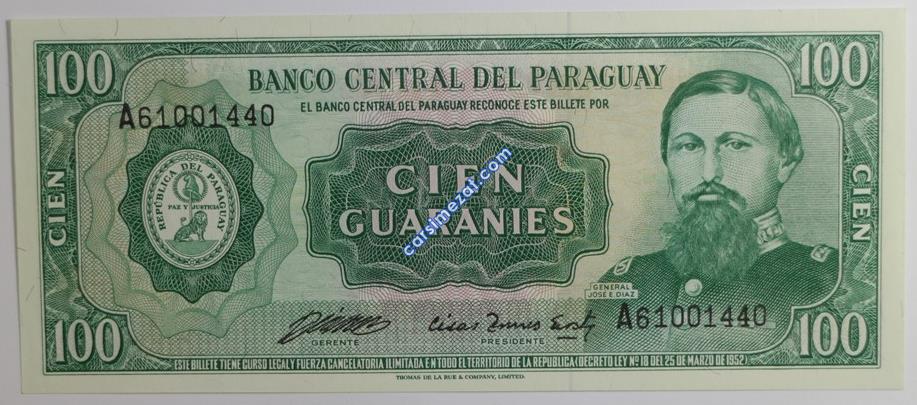 100
100
BANCO CENTRAL DEL PARAGUAY
EL BANCO CENTRAL DEL PARAGUAY RECONOCE ESTE BILLETE POR
A61001440
CIEN
REPÚBLICA DEL PARAGUAY
PAZ Y JUSTICIA
CIEN
GUARANIES
carsimezat.com
CIEN
GENERAL
JOSE E. DIAZ
A61001440
GERENTE
PRESIDENTE
100
100
ESTE BILLETE TIENE CURSO LEGAL Y FUERZA CANCELATORIA ILIMITADA EN TODO EL TERRITORIO DE LA REPUBLICA (DECRETO LEY Nº 18 DEL 25 DE MARZO DE 1952)
THOMAS DE LA RUE & COMPANY, LIMITED.